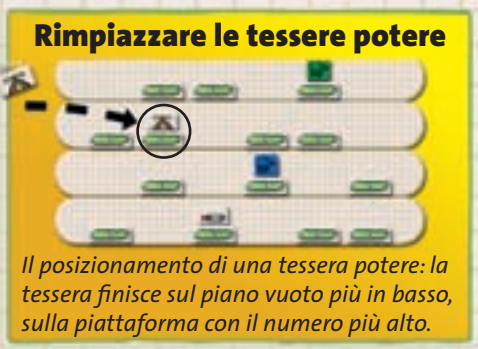 Rimpiazzare le tessere potere
Il posizionamento di una tessera potere: la
tessera finisce sul piano vuoto più in basso,
sulla piattaforma con il numero più alto.